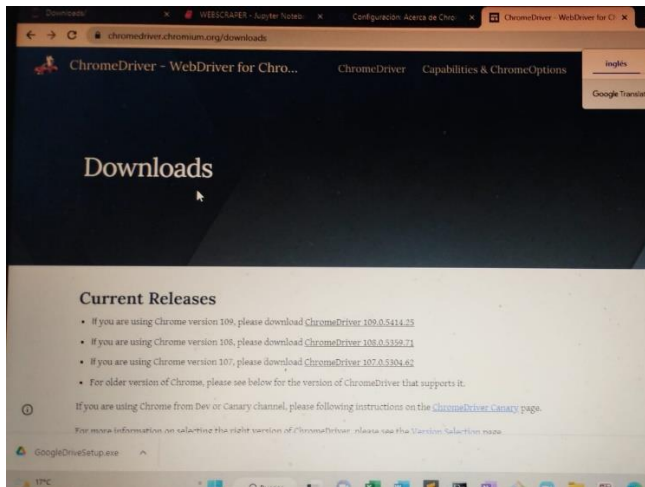 Downloads/
WEBSCRAPER - Jupyter Notebo
Configuración: Acerca de Chro
ChromeDriver - WebDriver for Ch
chromedriver.chromium.org/downloads
ChromeDriver - WebDriver for Chro...
ChromeDriver
Capabilities & ChromeOptions
inglés
Google Translat
Downloads
Current Releases
• If you are using Chrome version 109, please download ChromeDriver 109.0.5414.25
• If you are using Chrome version 108, please download ChromeDriver 108.0.5359.71
• If you are using Chrome version 107, please download ChromeDriver 107.0.5304.62
• For older version of Chrome, please see below for the version of ChromeDriver that supports it.
If you are using Chrome from Dev or Canary channel, please following instructions on the ChromeDriver Canary page.
For more information on selecting the right version of ChromeDriver, please see the Version Selection page.
GoogleDriveSetup.exe
17°C